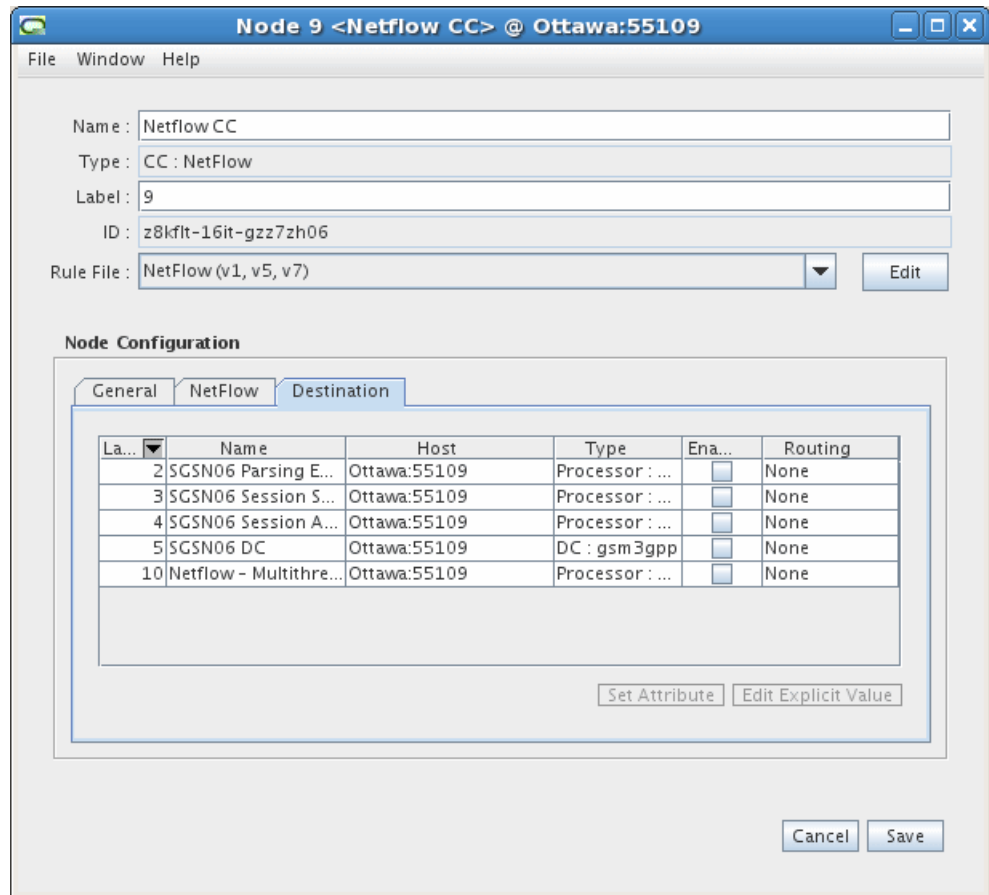 Node 9 <Netflow CC> @ Ottawa:55109
File Window Help
Name : Netflow CC
Type : CC : NetFlow
Label : 9
ID : z8kflt-16it-gzz7zh06
Rule File : NetFlow (v1, v5, v7) Edit
Node Configuration
General NetFlow Destination
La... Name Host Type Ena... Routing
2 SGSN06 Parsing E... Ottawa:55109 Processor : ... None
3 SGSN06 Session S... Ottawa:55109 Processor : ... None
4 SGSN06 Session A... Ottawa:55109 Processor : ... None
5 SGSN06 DC Ottawa:55109 DC : gsm3gpp None
10 Netflow - Multithre... Ottawa:55109 Processor : ... None
Set Attribute Edit Explicit Value
Cancel Save